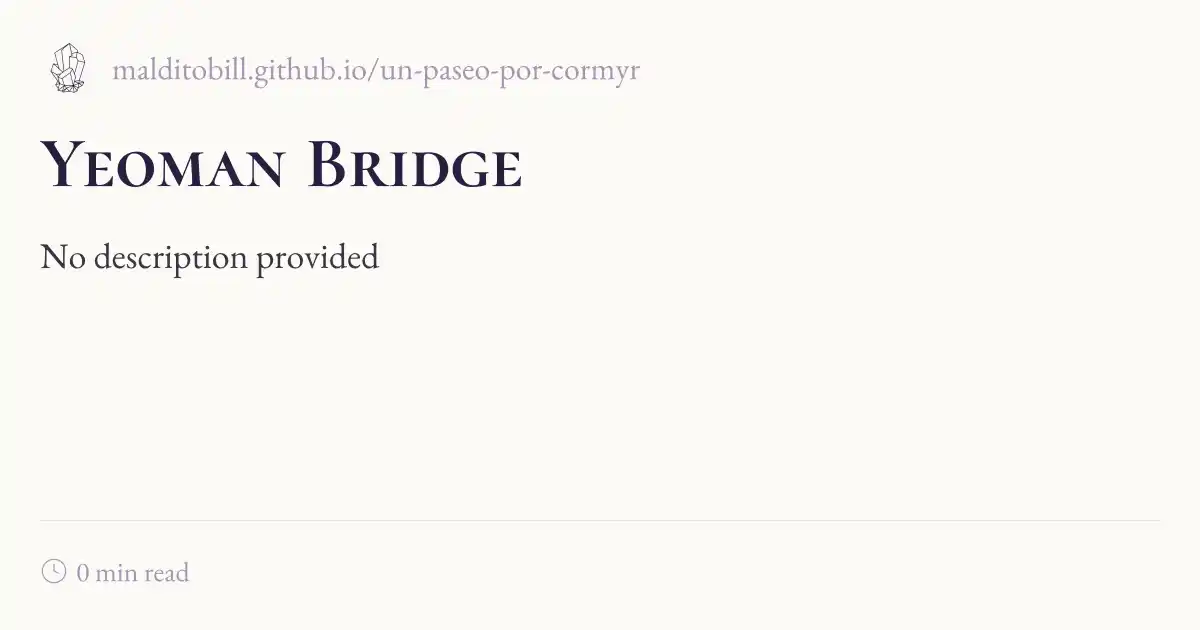 malditobill.github.io/un-paseo-por-cormyr
Yeoman Bridge
No description provided
0 min read